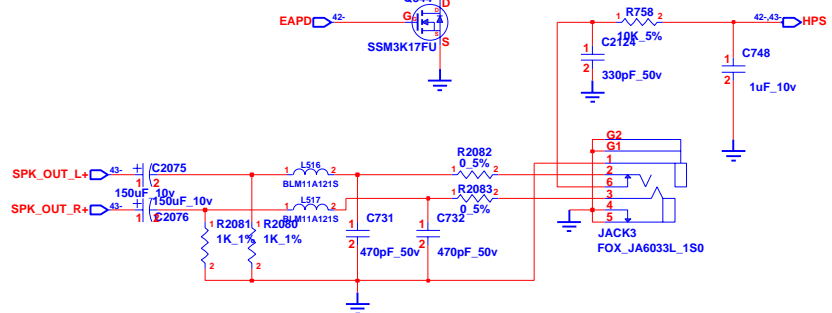 D
EAPD 42- G
S
SSM3K17FU
1 R758 2
10K_5%
42-,43- HPS
C2124
1
2
330pF_50v
C748
1
2
1uF_10v
G2
G1
1
2
6
3
4
5
JACK3
FOX_JA6033L_1S0
SPK_OUT_L+ 43-
C2075
1 2
150uF_10v
1 L516 2
BLM11A121S
R2082
1 0_5% 2
SPK_OUT_R+ 43-
150uF_10v
1 2
C2076
1 L517 2
BLM11A121S
R2083
1 2
0_5%
R2081
1
1K_1%
2
R2080
1
1K_1%
2
C731
1
2
470pF_50v
C732
1
2
470pF_50v